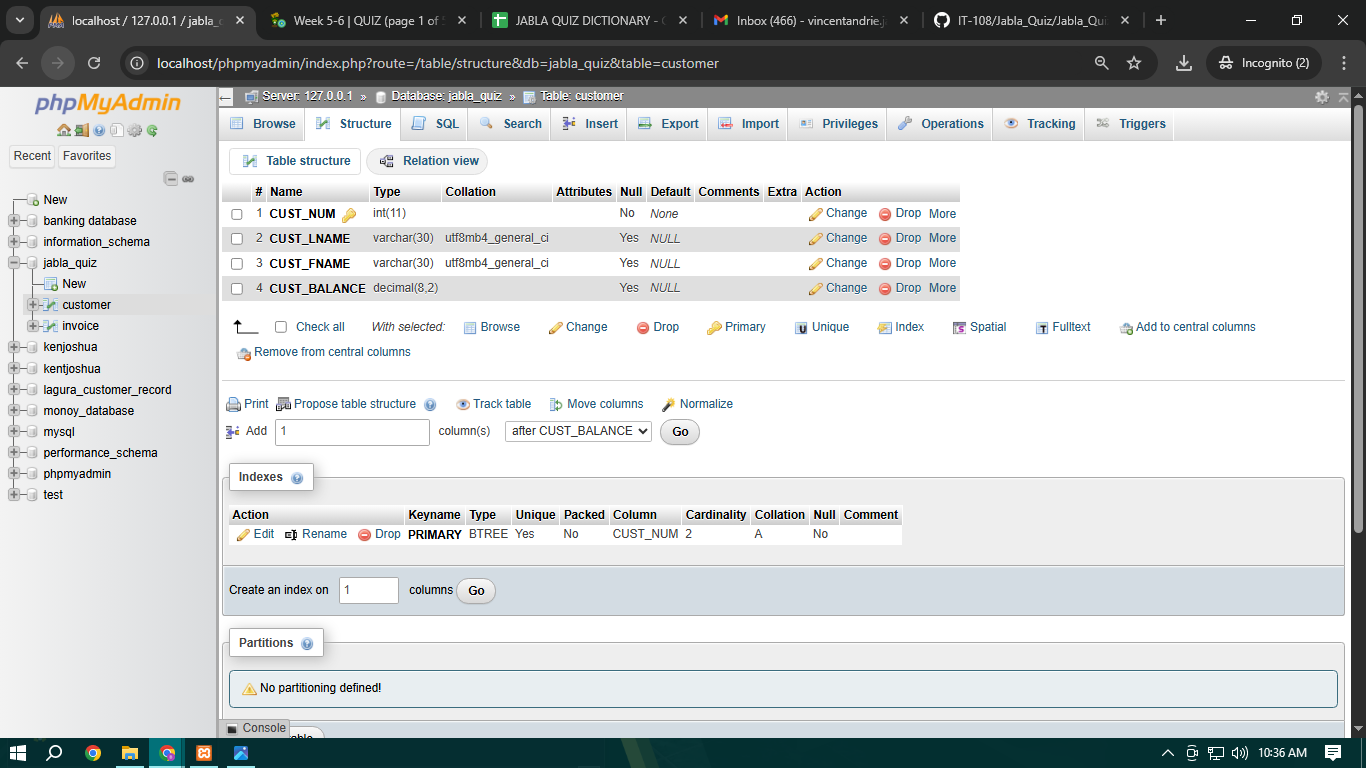 localhost / 127.0.0.1 / jabla_q
Week 5-6 | QUIZ (page 1 of 5
JABLA QUIZ DICTIONARY - G
Inbox (466) - vincentandrie.j
IT-108/Jabla_Quiz/Jabla_Qui
localhost/phpmyadmin/index.php?route=/table/structure&db=jabla_quiz&table=customer
Incognito (2)
phpMyAdmin
Recent Favorites
New
banking database
information_schema
jabla_quiz
New
customer
invoice
kenjoshua
kentjoshua
lagura_customer_record
monoy_database
mysql
performance_schema
phpmyadmin
test
Server: 127.0.0.1 » Database: jabla_quiz » Table: customer
Browse Structure SQL Search Insert Export Import Privileges Operations Tracking Triggers
Table structure Relation view
# Name Type Collation Attributes Null Default Comments Extra Action
1 CUST_NUM int(11) No None Change Drop More
2 CUST_LNAME varchar(30) utf8mb4_general_ci Yes NULL Change Drop More
3 CUST_FNAME varchar(30) utf8mb4_general_ci Yes NULL Change Drop More
4 CUST_BALANCE decimal(8,2) Yes NULL Change Drop More
Check all With selected: Browse Change Drop Primary Unique Index Spatial Fulltext Add to central columns
Remove from central columns
Print Propose table structure Track table Move columns Normalize
Add 1 column(s) after CUST_BALANCE Go
Indexes
Action Keyname Type Unique Packed Column Cardinality Collation Null Comment
Edit Rename Drop PRIMARY BTREE Yes No CUST_NUM 2 A No
Create an index on 1 columns Go
Partitions
No partitioning defined!
Console
10:36 AM